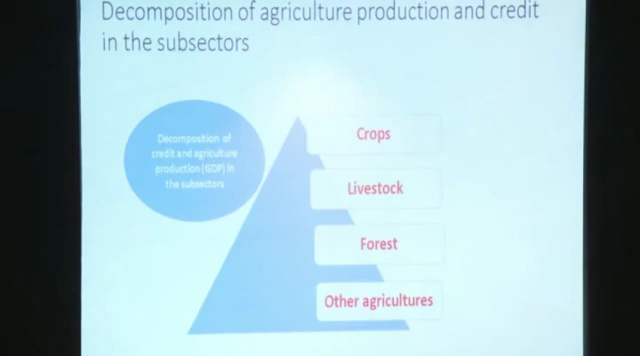 Decomposition of agriculture production and credit
in the subsectors
Decomposition of
credit and agriculture
production (GDP) in
the subsectors
Crops
Livestock
Forest
Other agricultures